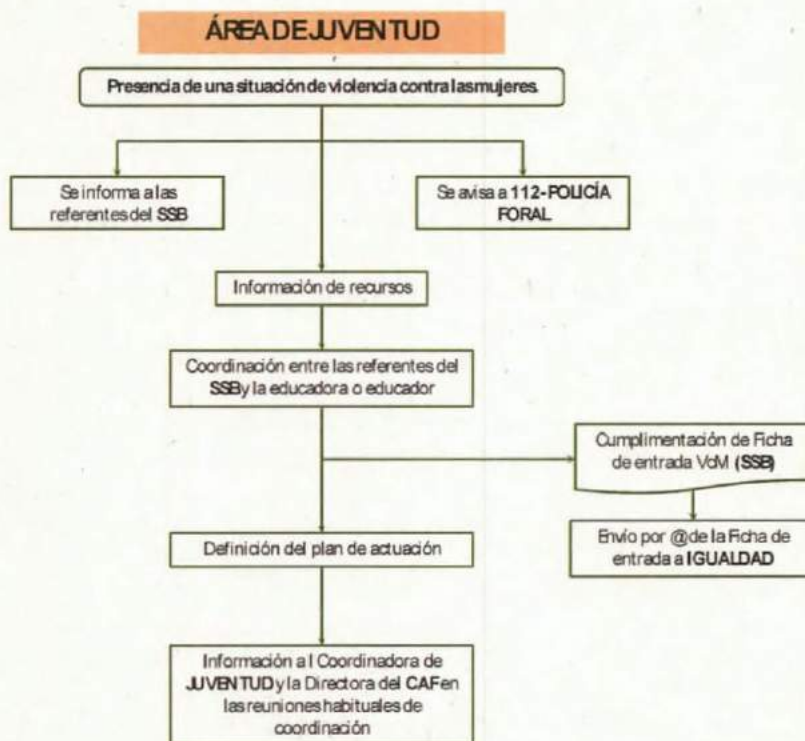 ÁREA DE JUVENTUD
Presencia de una situación de violencia contra las mujeres.
Se informa a las
referentes del SSB
Se avisa a 112-POLICÍA
FORAL
Información de recursos
Coordinación entre las referentes del
SSB y la educadora o educador
Cumplimentación de Ficha
de entrada VcM (SSB)
Envío por @ de la Ficha de
entrada a IGUALDAD
Definición del plan de actuación
Información a l Coordinadora de
JUVENTUD y la Directora del CAF en
las reuniones habituales de
coordinación